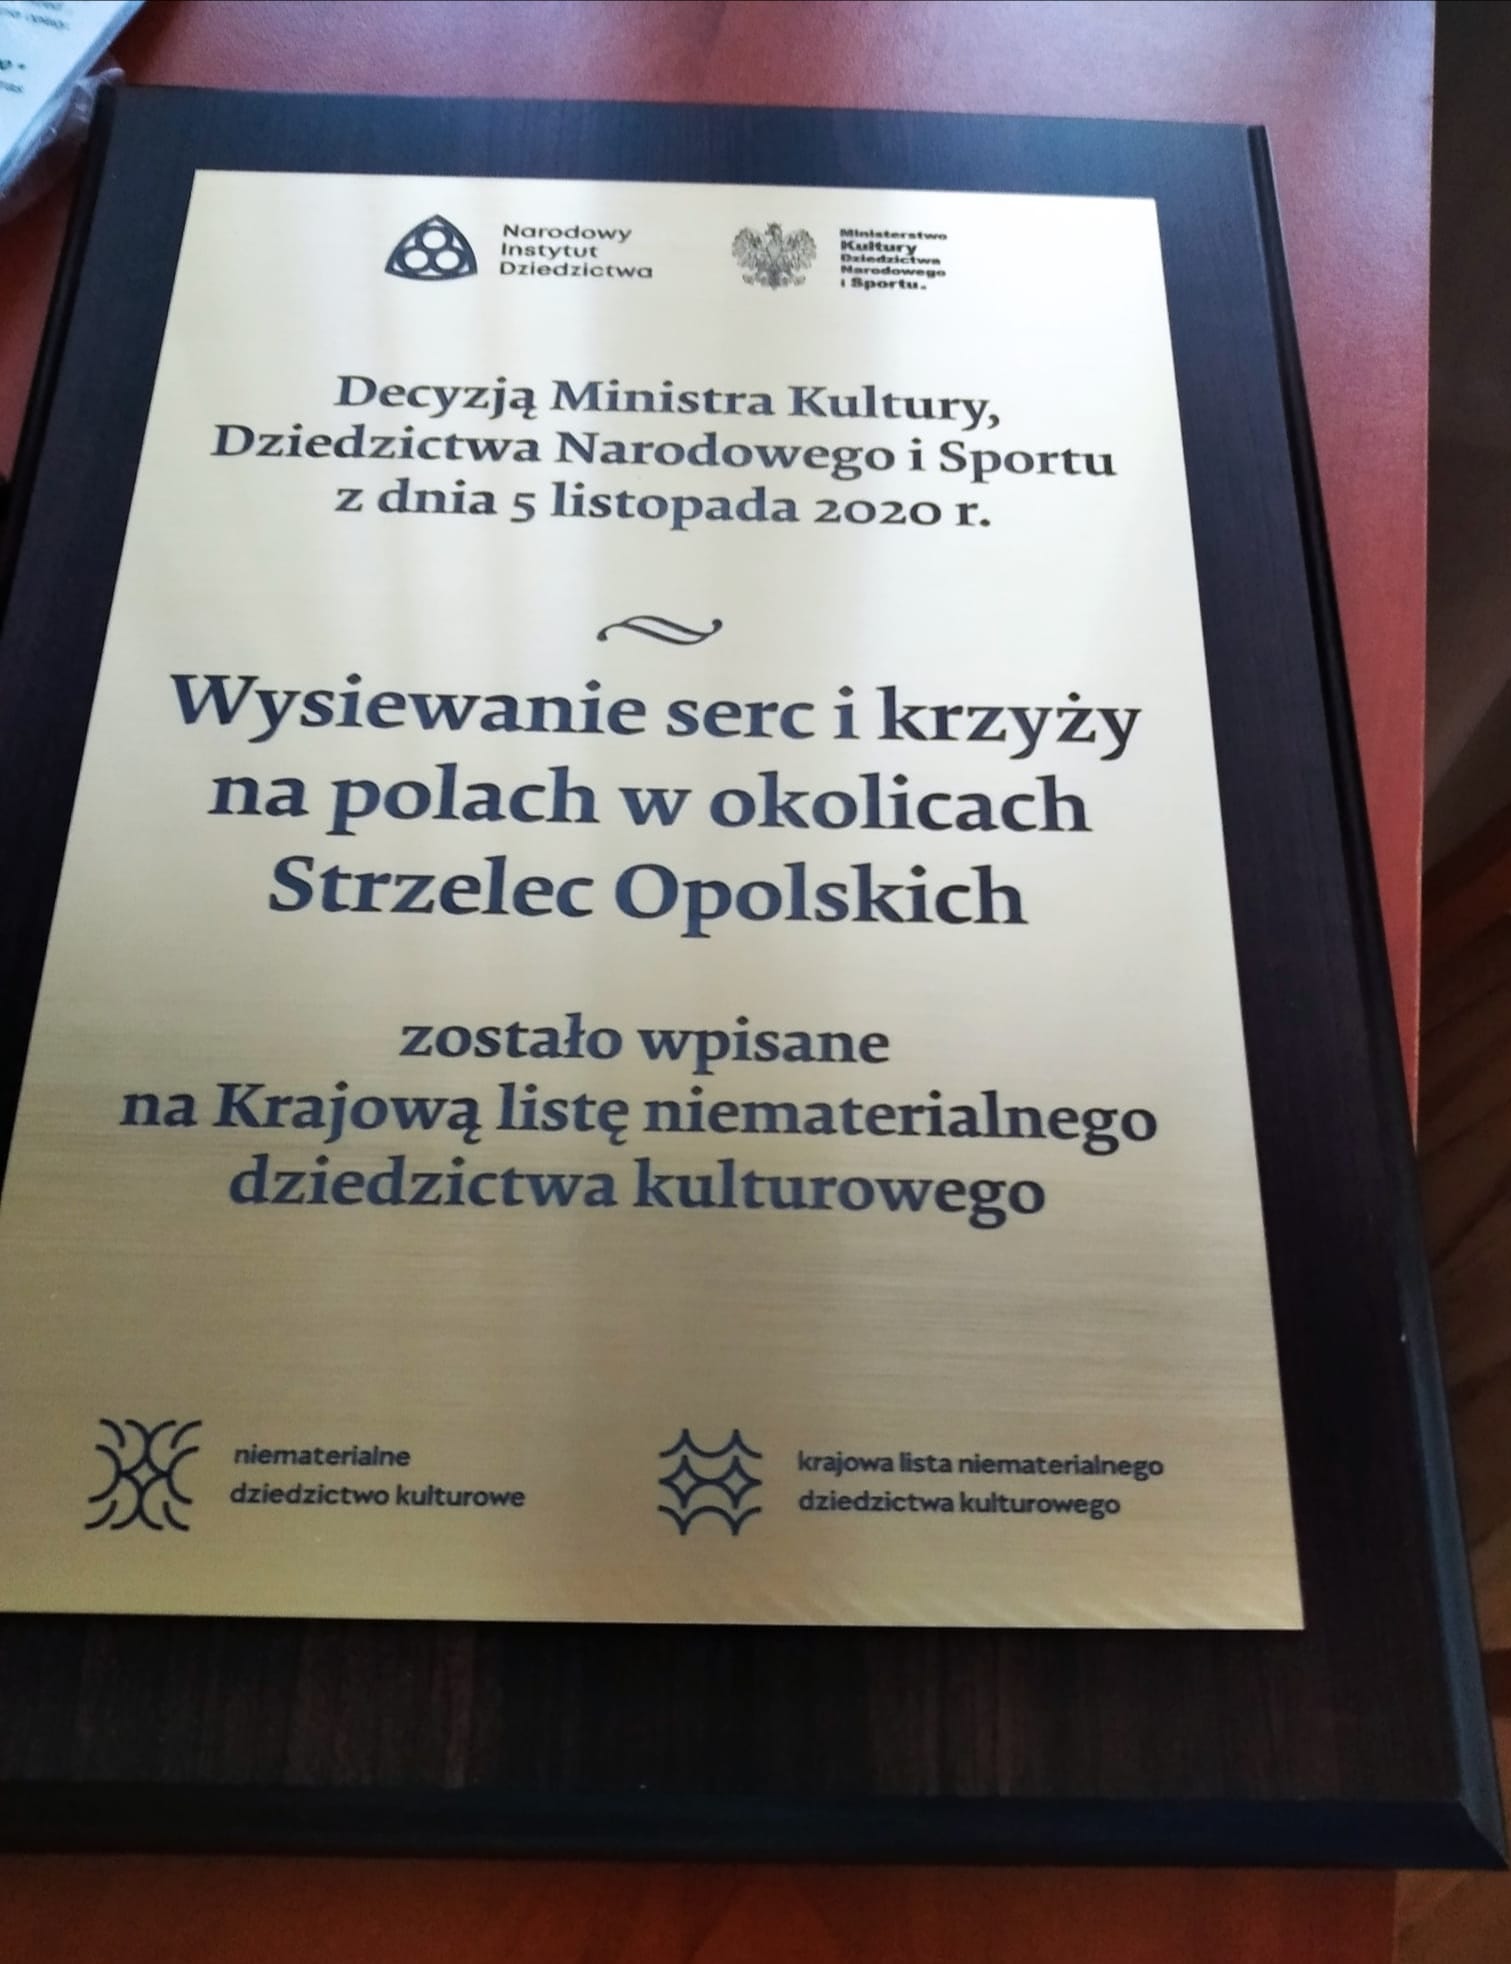 Narodowy
Instytut
Dziedzictwa
Ministerstwo
Kultury
Dziedzictwa
Narodowego
i Sportu.
Decyzją Ministra Kultury,
Dziedzictwa Narodowego i Sportu
z dnia 5 listopada 2020 r.
Wysiewanie serc i krzyży
na polach w okolicach
Strzelec Opolskich
zostało wpisane
na Krajową listę niematerialnego
dziedzictwa kulturowego
niematerialne
dziedzictwo kulturowe
krajowa lista niematerialnego
dziedzictwa kulturowego